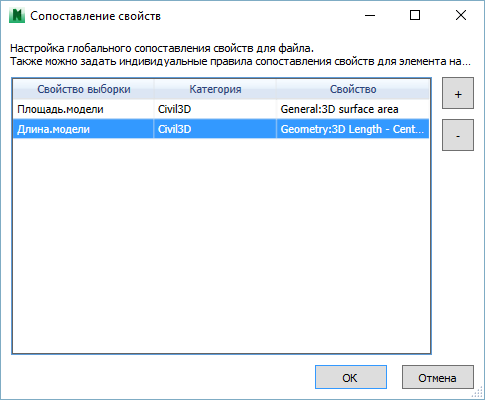 Сопоставление свойств
Настройка глобального сопоставления свойств для файла.
Также можно задать индивидуальные правила сопоставления свойств для элемента на...
Свойство выборки Категория Свойство
Площадь.модели Civil3D General:3D surface area
Длина.модели Civil3D Geometry:3D Length - Cent...
+
-
ОК Отмена